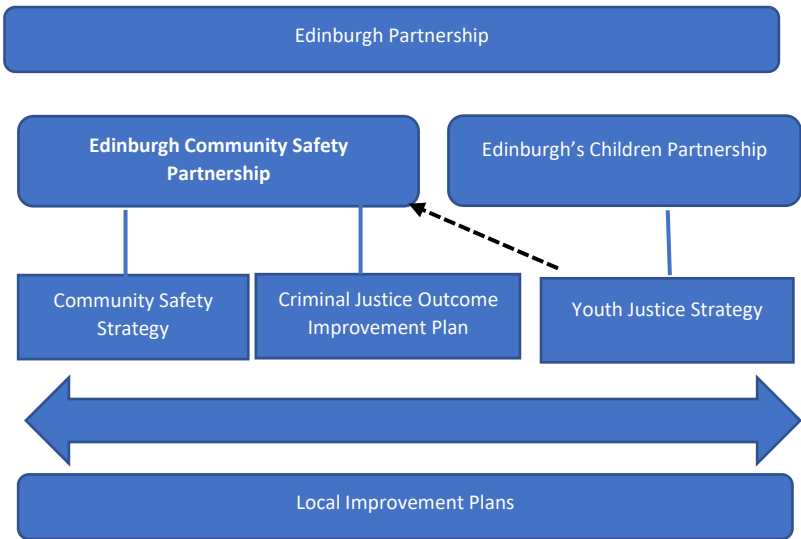 Edinburgh Partnership
Edinburgh Community Safety
Partnership
Edinburgh's Children Partnership
Community Safety
Strategy
Criminal Justice Outcome
Improvement Plan
Youth Justice Strategy
Local Improvement Plans